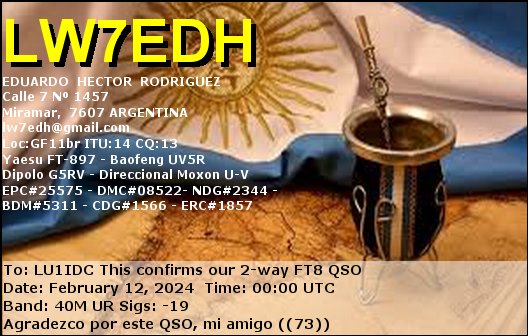 LW7EDH
EDUARDO HECTOR RODRIGUEZ
Calle 7 Nº 1457
Miramar, 7607 ARGENTINA
lw7edh@gmail.com
Loc:GF11br ITU:14 CQ:13
Yaesu FT-897 - Baofeng UV5R
Dipolo G5RV - Direccional Moxon U-V
EPC#25575 - DMC#08522- NDG#2344 -
BDM#5311 - CDG#1566 - ERC#1857
To: LU1IDC This confirms our 2-way FT8 QSO
Date: February 12, 2024 Time: 00:00 UTC
Band: 40M UR Sigs: -19
Agradezco por este QSO, mi amigo ((73))